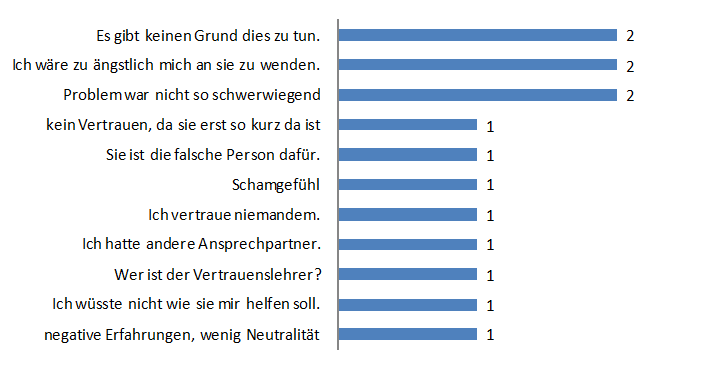 Es gibt keinen Grund dies zu tun. 2
Ich wäre zu ängstlich mich an sie zu wenden. 2
Problem war nicht so schwerwiegend 2
kein Vertrauen, da sie erst so kurz da ist 1
Sie ist die falsche Person dafür. 1
Schamgefühl 1
Ich vertraue niemandem. 1
Ich hatte andere Ansprechpartner. 1
Wer ist der Vertrauenslehrer? 1
Ich wüsste nicht wie sie mir helfen soll. 1
negative Erfahrungen, wenig Neutralität 1